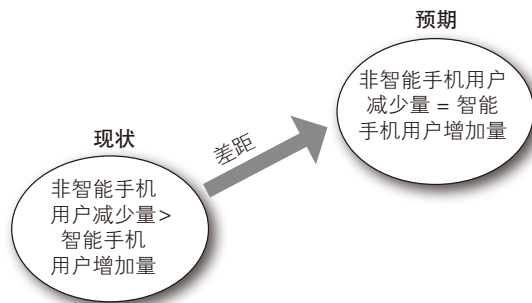 预期
非智能手机用户
减少量 = 智能
手机用户增加量
差距
现状
非智能手机
用户减少量>
智能手机
用户增加量